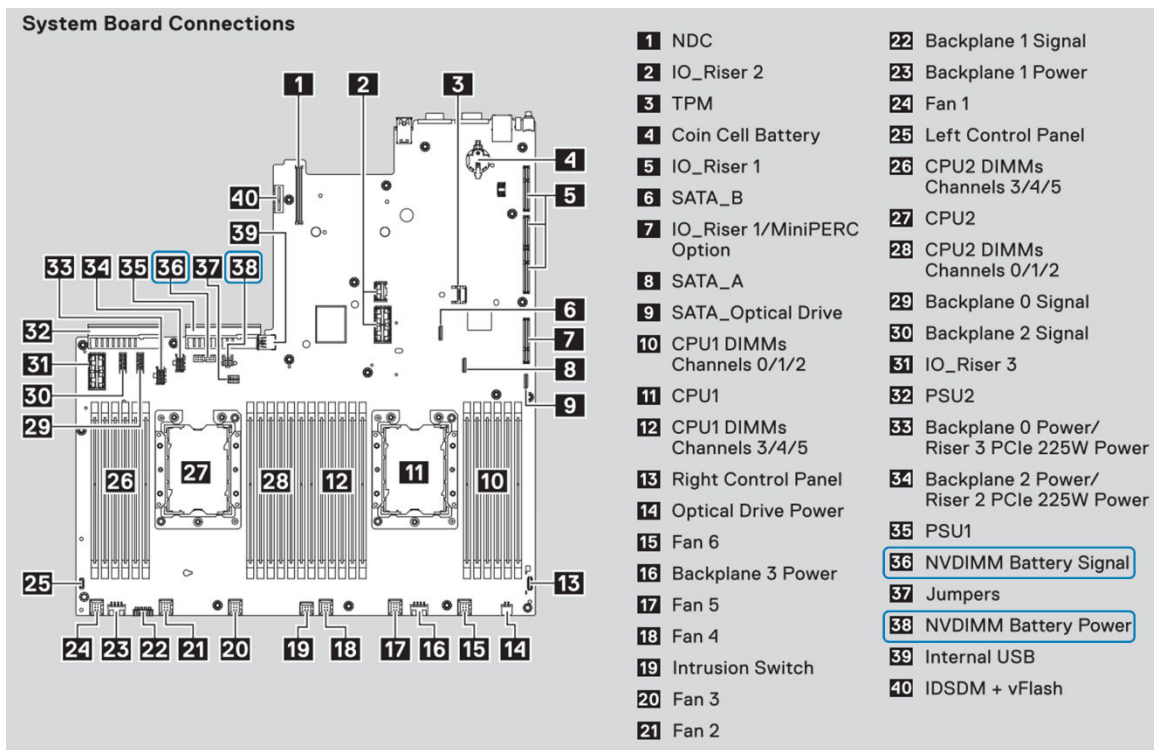 System Board Connections
1 2 3
4
40 5
39
33 34 35 36 37 38
6
32
7
31
8
30
9
29
26 27 28 12 11 10
25 13
24 23 22 21 20 19 18 17 16 15 14
1 NDC
2 IO_Riser 2
3 TPM
4 Coin Cell Battery
5 IO_Riser 1
6 SATA_B
7 IO_Riser 1/MiniPERC
Option
8 SATA_A
9 SATA_Optical Drive
10 CPU1 DIMMs
Channels 0/1/2
11 CPU1
12 CPU1 DIMMs
Channels 3/4/5
13 Right Control Panel
14 Optical Drive Power
15 Fan 6
16 Backplane 3 Power
17 Fan 5
18 Fan 4
19 Intrusion Switch
20 Fan 3
21 Fan 2
22 Backplane 1 Signal
23 Backplane 1 Power
24 Fan 1
25 Left Control Panel
26 CPU2 DIMMs
Channels 3/4/5
27 CPU2
28 CPU2 DIMMs
Channels 0/1/2
29 Backplane 0 Signal
30 Backplane 2 Signal
31 IO_Riser 3
32 PSU2
33 Backplane 0 Power/
Riser 3 PCIe 225W Power
34 Backplane 2 Power/
Riser 2 PCIe 225W Power
35 PSU1
36 NVDIMM Battery Signal
37 Jumpers
38 NVDIMM Battery Power
39 Internal USB
40 IDSDM + vFlash